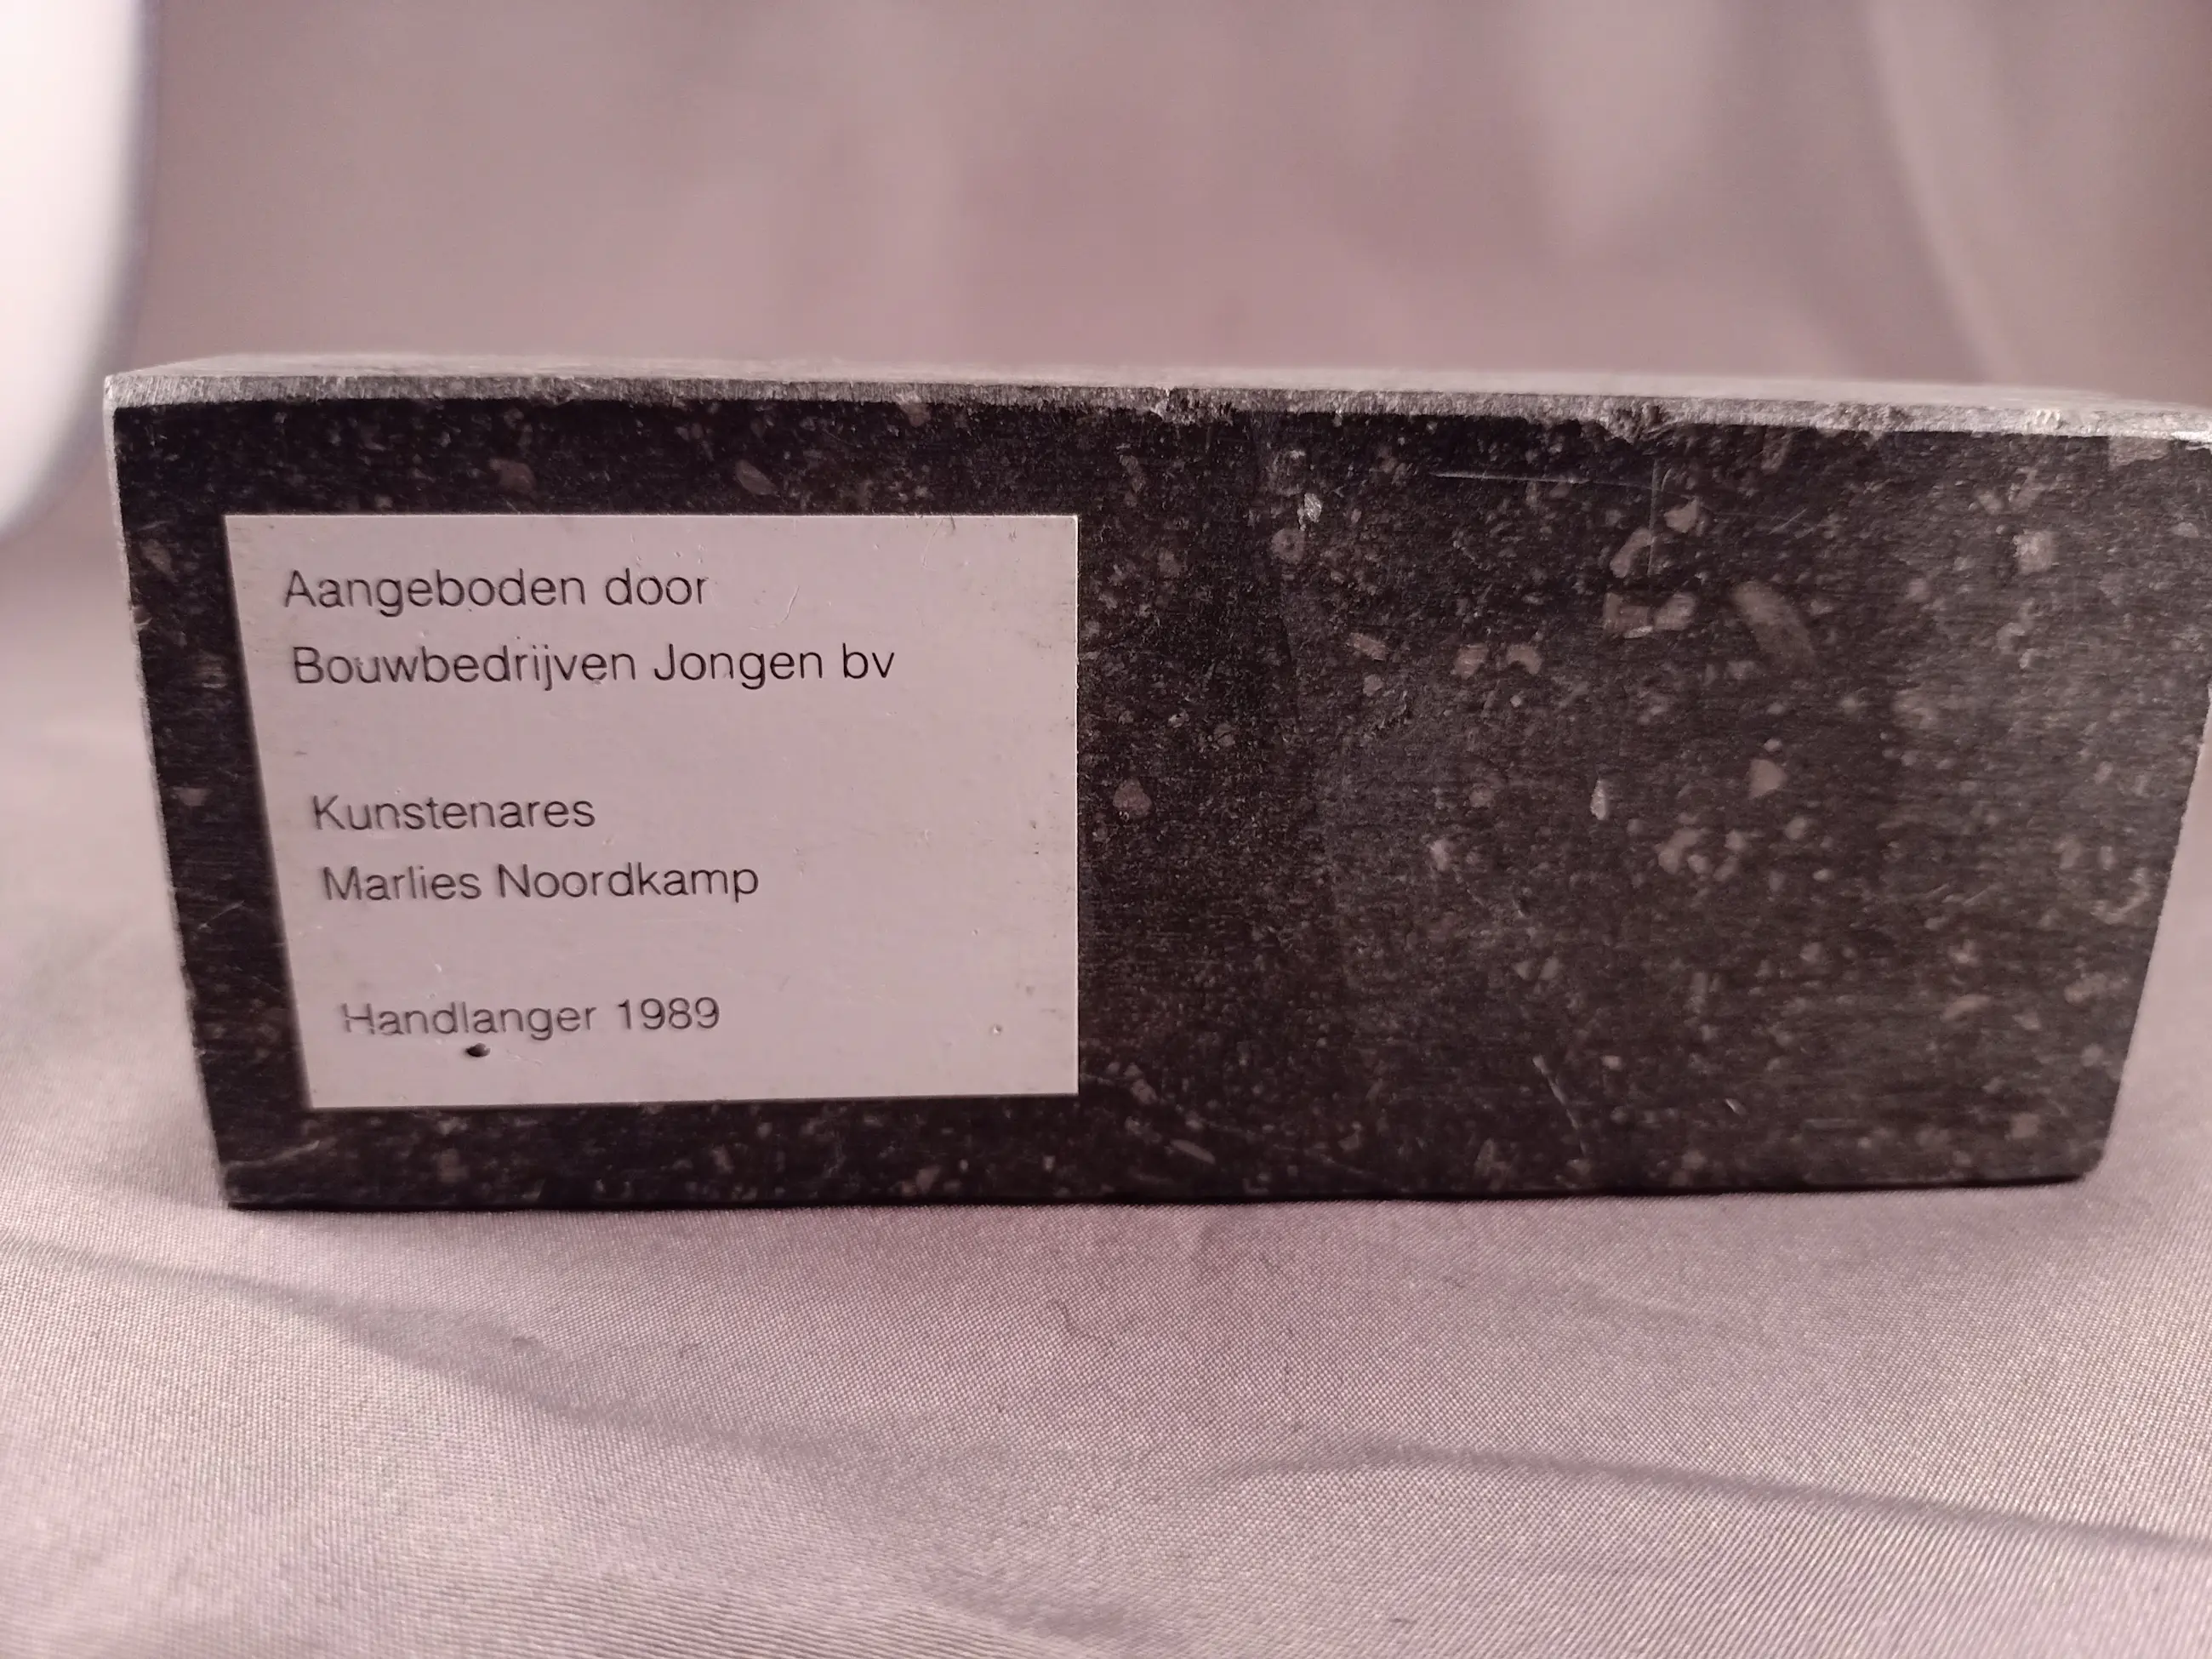 Aangeboden door
Bouwbedrijven Jongen bv
Kunstenares
Marlies Noordkamp
Handlanger 1989